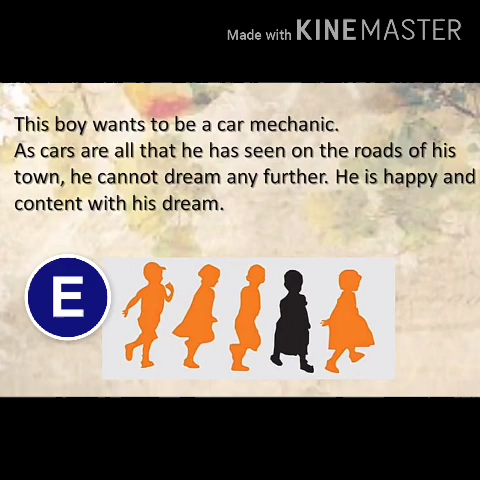 Made with KINEMASTER
This boy wants to be a car mechanic.
As cars are all that he has seen on the roads of his
town, he cannot dream any further. He is happy and
content with his dream.
E